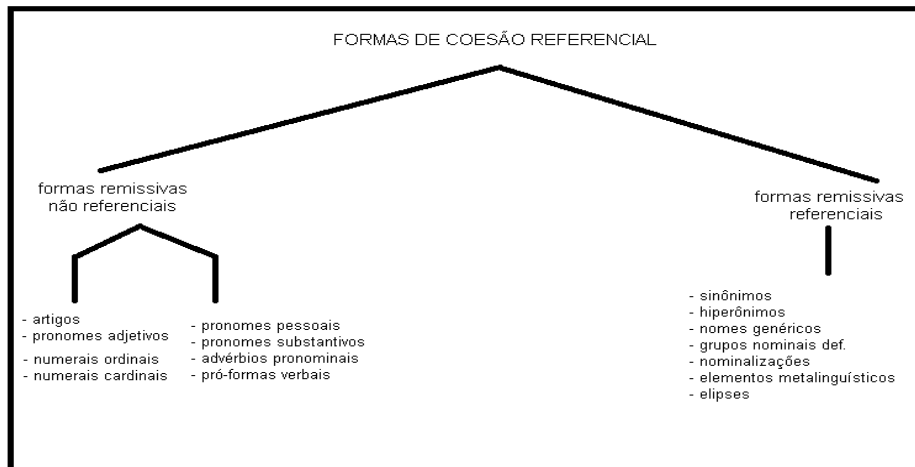 FORMAS DE COESÃO REFERENCIAL
formas remissivas
não referenciais
- artigos
- pronomes adjetivos
- numerais ordinais
- numerais cardinais
- pronomes pessoais
- pronomes substantivos
- advérbios pronominais
- pró-formas verbais
formas remissivas
referenciais
- sinônimos
- hiperônimos
- nomes genéricos
- grupos nominais def.
- nominalizações
- elementos metalinguísticos
- elipses